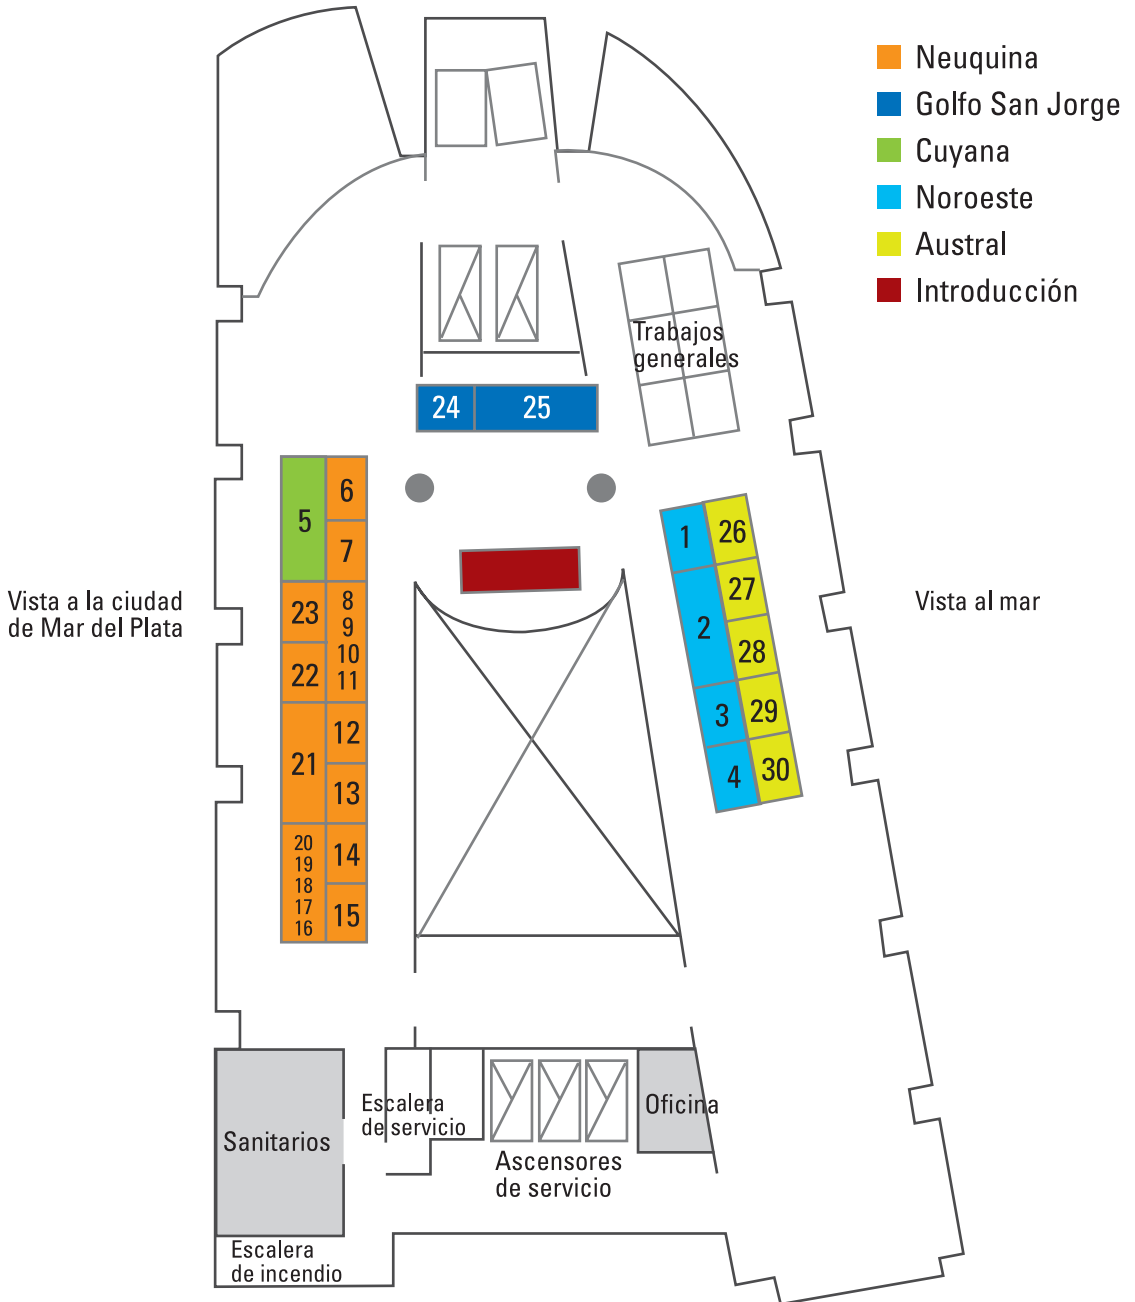 Neuquina
Golfo San Jorge
Cuyana
Noroeste
Austral
Introducción
Trabajos
generales
24
25
5
6
7
23
8
9
22
10
11
21
12
13
20
19
18
17
16
14
15
1
26
2
27
28
3
29
4
30
Vista a la ciudad
de Mar del Plata
Vista al mar
Sanitarios
Escalera
de servicio
Oficina
Ascensores
de servicio
Escalera
de incendio